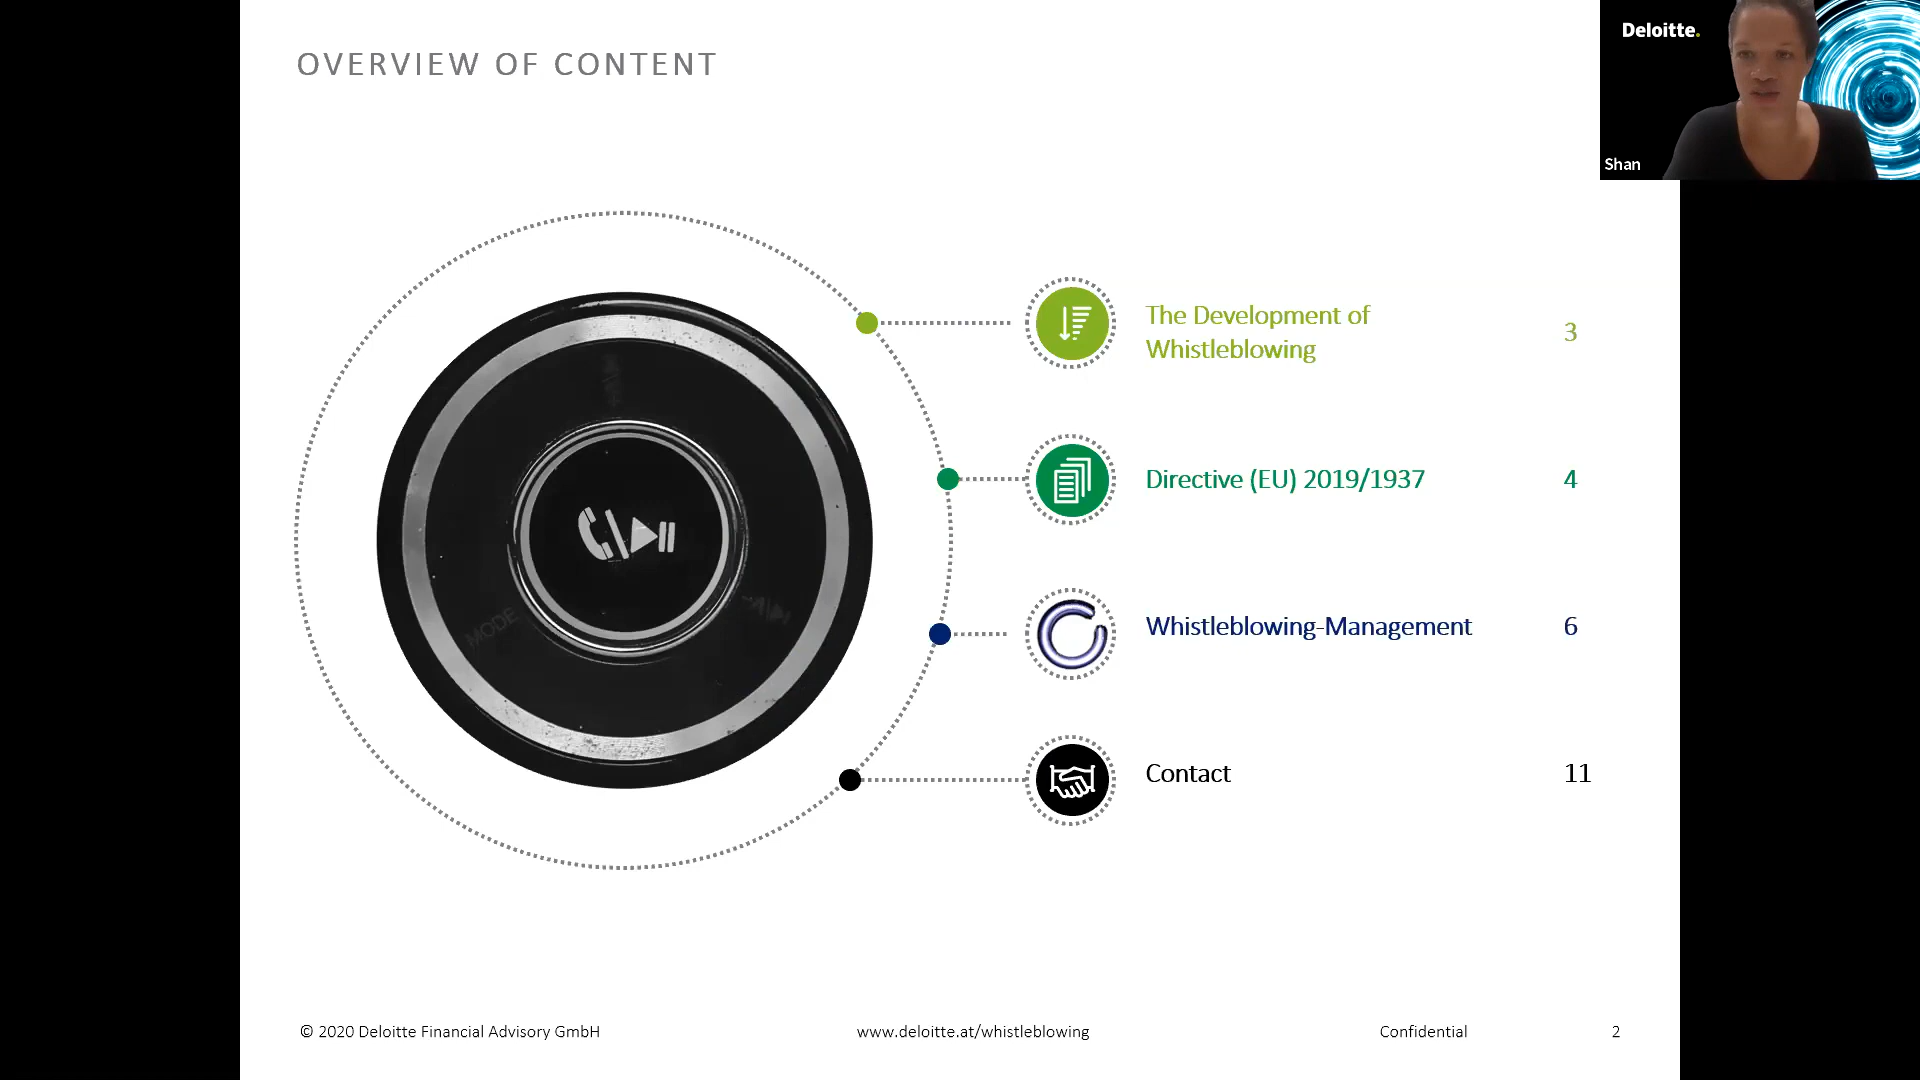 OVERVIEW OF CONTENT
Deloitte.
Shan
The Development of
Whistleblowing
3
Directive (EU) 2019/1937
4
Whistleblowing-Management
6
Contact
11
MODE
© 2020 Deloitte Financial Advisory GmbH
www.deloitte.at/whistleblowing
Confidential
2